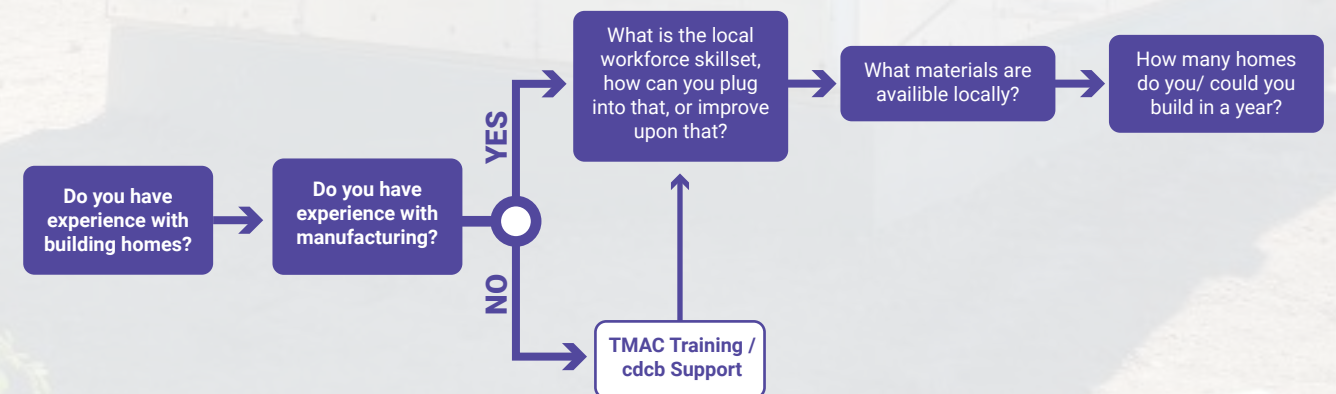 Do you have
experience with
building homes?
Do you have
experience with
manufacturing?
YES
NO
What is the local
workforce skillset,
how can you plug
into that, or improve
upon that?
TMAC Training /
cdcb Support
What materials are
availible locally?
How many homes
do you/ could you
build in a year?